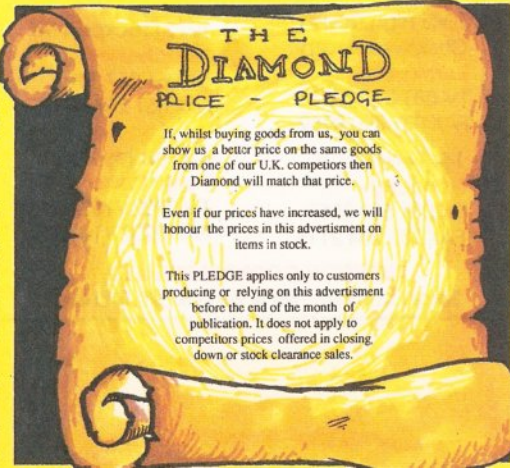 THE
DIAMOND
PRICE - PLEDGE
If, whilst buying goods from us, you can
show us a better price on the same goods
from one of our U.K. competiors then
Diamond will match that price.
Even if our prices have increased, we will
honour the prices in this advertisment on
items in stock.
This PLEDGE applies only to customers
producing or relying on this advertisment
before the end of the month of
publication. It does not apply to
competitors prices offered in closing
down or stock clearance sales.